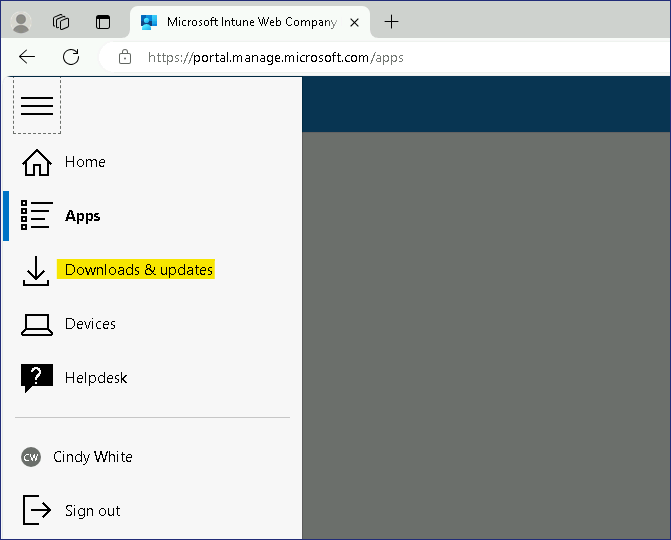 Microsoft Intune Web Company
https://portal.manage.microsoft.com/apps
Home
Apps
Downloads & updates
Devices
? Helpdesk
CW Cindy White
Sign out